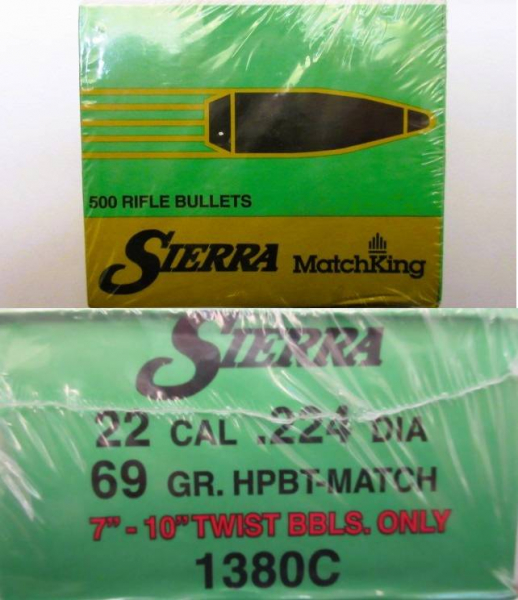 500 RIFLE BULLETS
SIERRA MatchKing
SIERRA
22 CAL .224 DIA
69 GR. HPBT-MATCH
7" - 10" TWIST BBLS. ONLY
1380C